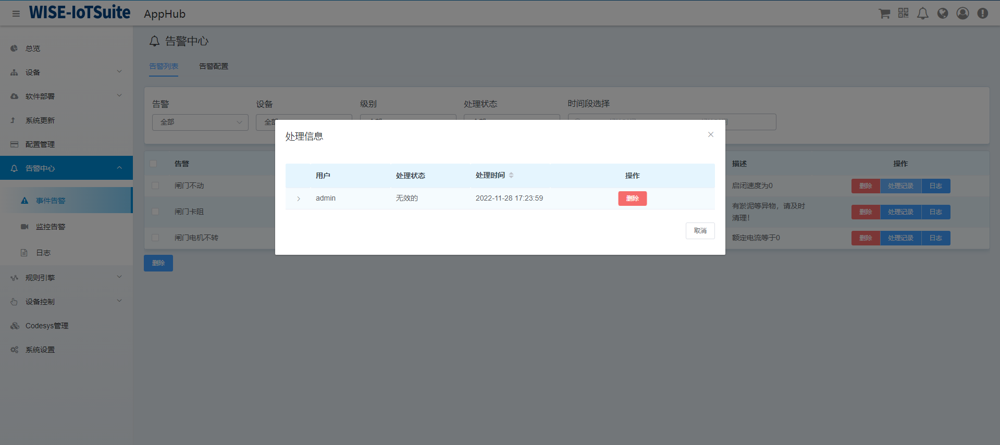 WISE-IoTSuite AppHub
总览
设备
软件部署
系统更新
配置管理
告警中心
事件告警
监控告警
日志
规则引擎
设备控制
Codesys管理
系统设置
告警中心
告警列表 告警配置
告警 设备 级别 处理状态 时间段选择
全部 全部
告警 描述 操作
闸门不动 启闭速度为0 删除 处理记录 日志
闸门卡阻 有淤泥等异物，请及时
清理！ 删除 处理记录 日志
闸门电机不转 额定电流等于0 删除 处理记录 日志
删除
处理信息
用户 处理状态 处理时间 操作
admin 无效的 2022-11-28 17:23:59 删除
取消